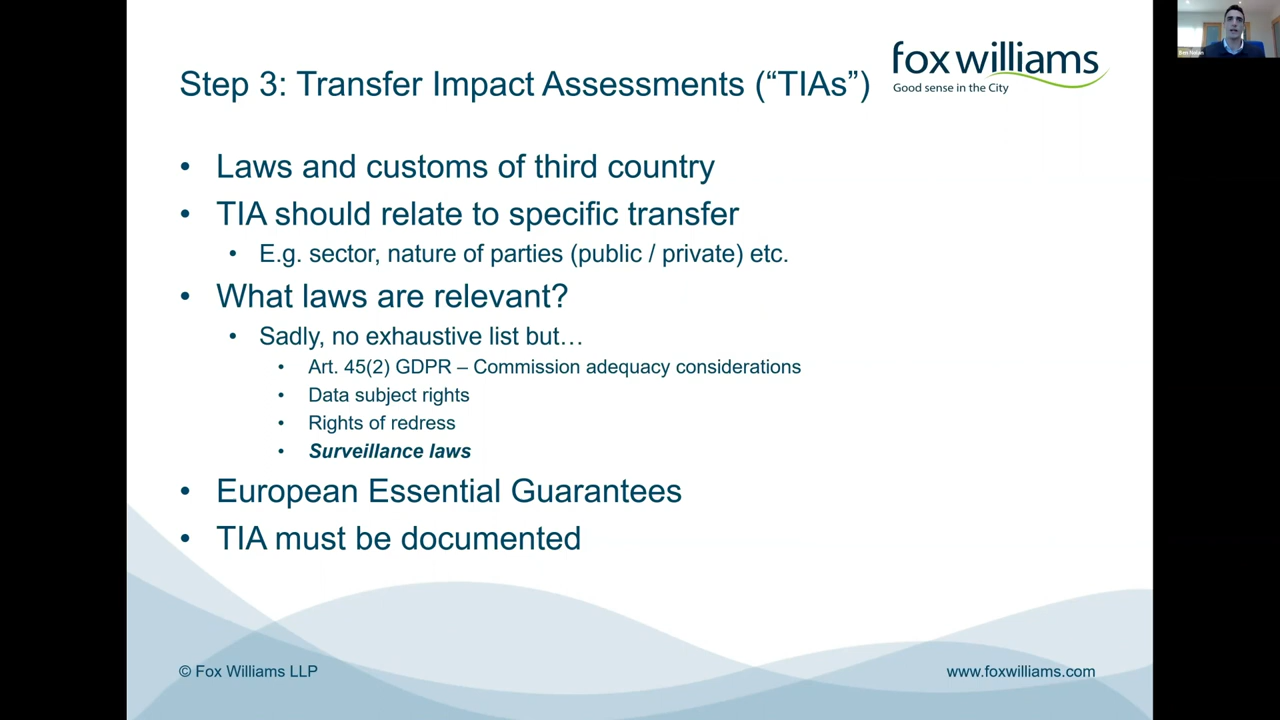 Step 3: Transfer Impact Assessments (“TIAs”)
fox williams
Good sense in the City
• Laws and customs of third country
• TIA should relate to specific transfer
• E.g. sector, nature of parties (public / private) etc.
• What laws are relevant?
• Sadly, no exhaustive list but…
• Art. 45(2) GDPR – Commission adequacy considerations
• Data subject rights
• Rights of redress
• Surveillance laws
• European Essential Guarantees
• TIA must be documented
© Fox Williams LLP
www.foxwilliams.com